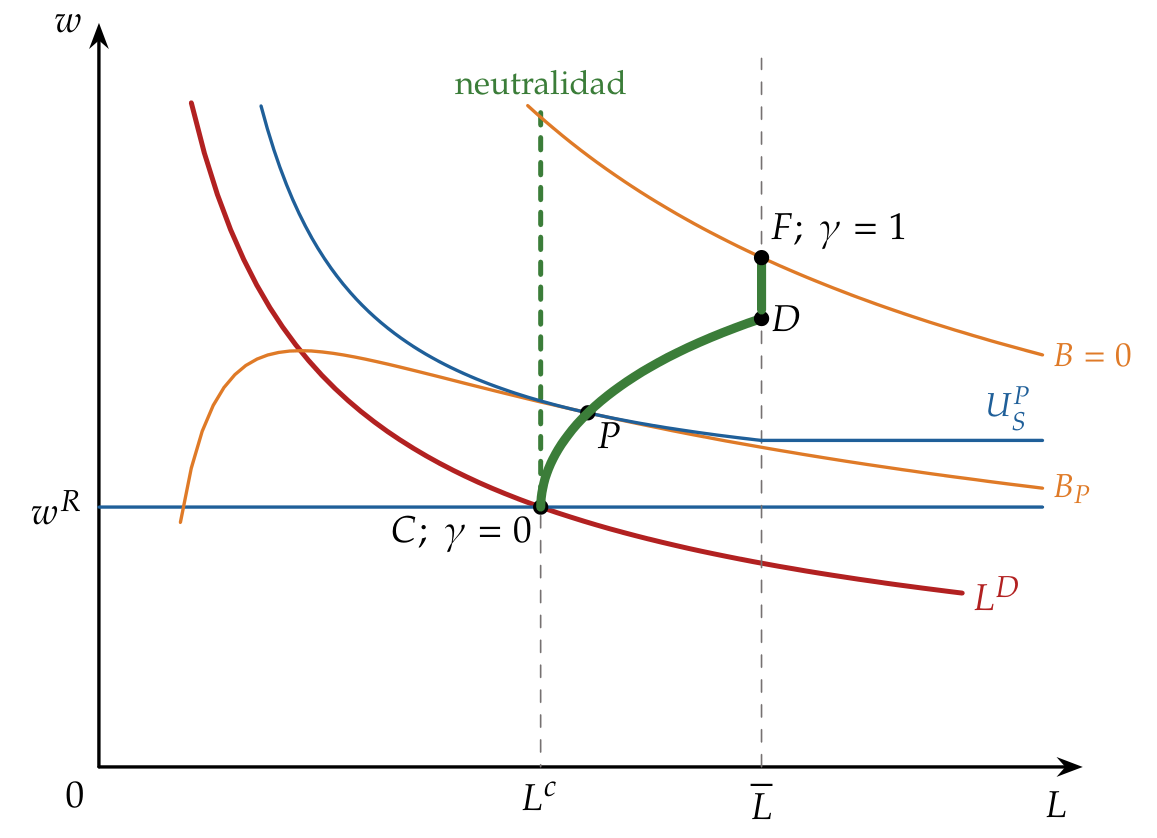 w
neutralidad
F; γ = 1
D
B = 0
U_S^P
P
B_P
w^R
C; γ = 0
L^D
0
L^c
L̅
L